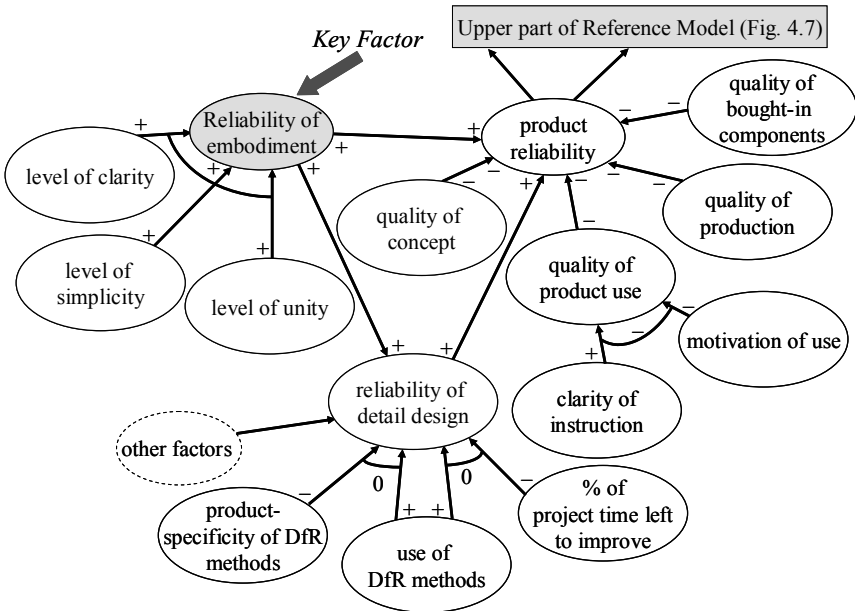 Upper part of Reference Model (Fig. 4.7)
Key Factor
Reliability of
embodiment
product
reliability
quality of
bought-in
components
level of clarity
quality of
concept
quality of
production
level of
simplicity
level of unity
quality of
product use
motivation of use
reliability of
detail design
clarity of
instruction
other factors
product-
specificity of DfR
methods
use of
DfR methods
% of
project time left
to improve
+
+
+
+
+
+
+
+
+
+
+
+
+
−
−
−
−
−
−
−
−
−
−
−
+
−
−
0
0
+
+